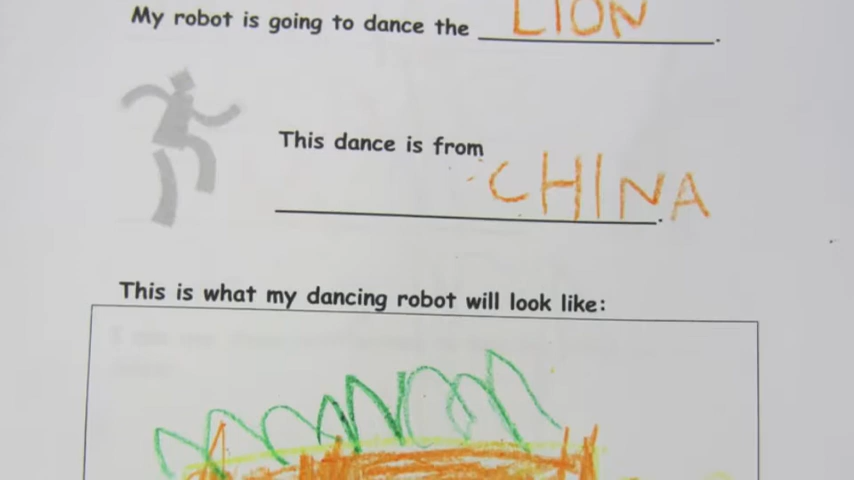 My robot is going to dance the LION.
This dance is from
CHINA.
This is what my dancing robot will look like: